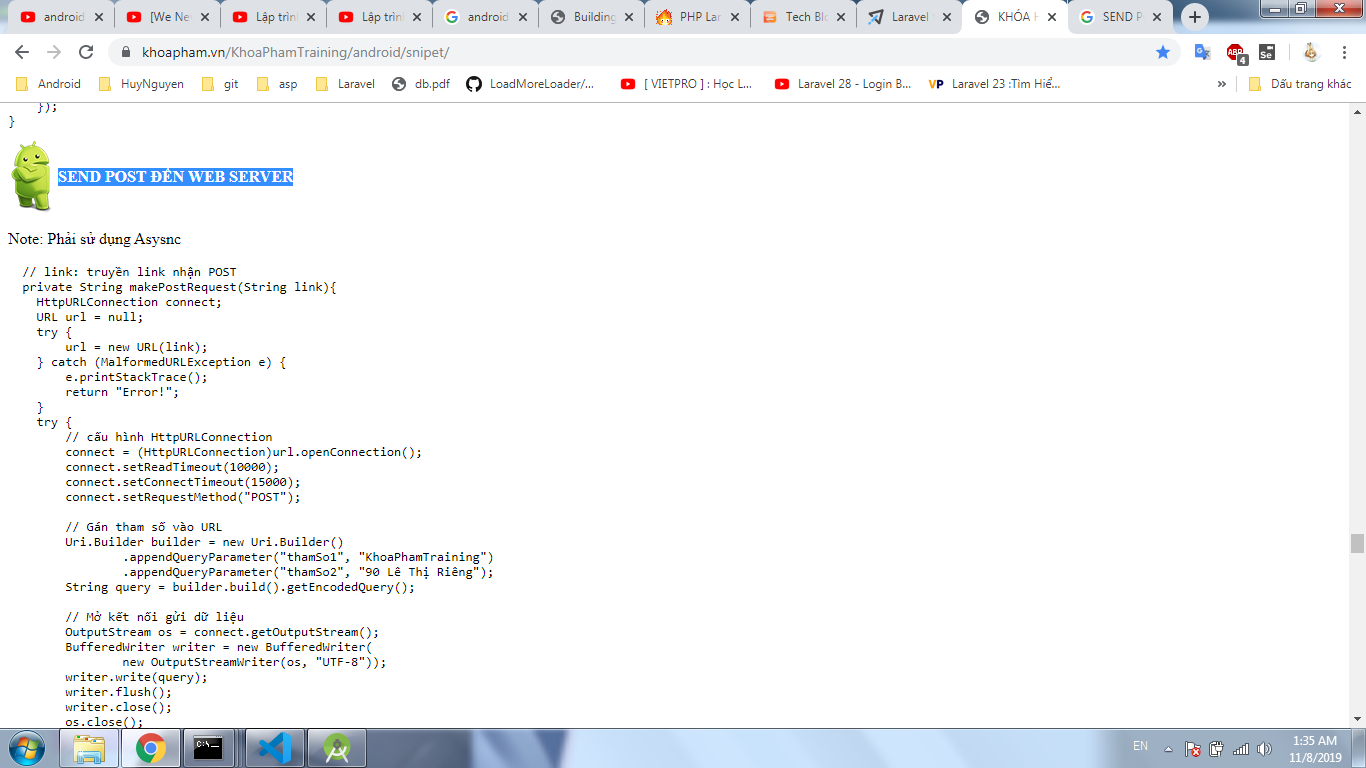 android
[We Ne
Lập trìn
Lập trìn
android
Building
PHP Lar
Tech Blo
Laravel
KHÓA H
SEND P
khoapham.vn/KhoaPhamTraining/android/snipet/
ABP
4
Se
Android
HuyNguyen
git
asp
Laravel
db.pdf
LoadMoreLoader/...
[ VIETPRO ] : Học L...
Laravel 28 - Login B...
VP
Laravel 23 :Tìm Hiể...
»
Dấu trang khác
});
}
SEND POST ĐẾN WEB SERVER
Note: Phải sử dụng Asysnc
// link: truyền link nhận POST
private String makePostRequest(String link){
HttpURLConnection connect;
URL url = null;
try {
url = new URL(link);
} catch (MalformedURLException e) {
e.printStackTrace();
return "Error!";
}
try {
// cấu hình HttpURLConnection
connect = (HttpURLConnection)url.openConnection();
connect.setReadTimeout(10000);
connect.setConnectTimeout(15000);
connect.setRequestMethod("POST");
// Gán tham số vào URL
Uri.Builder builder = new Uri.Builder()
.appendQueryParameter("thamSo1", "KhoaPhamTraining")
.appendQueryParameter("thamSo2", "90 Lê Thị Riêng");
String query = builder.build().getEncodedQuery();
// Mở kết nối gửi dữ liệu
OutputStream os = connect.getOutputStream();
BufferedWriter writer = new BufferedWriter(
new OutputStreamWriter(os, "UTF-8"));
writer.write(query);
writer.flush();
writer.close();
os.close();
EN
1:35 AM
11/8/2019